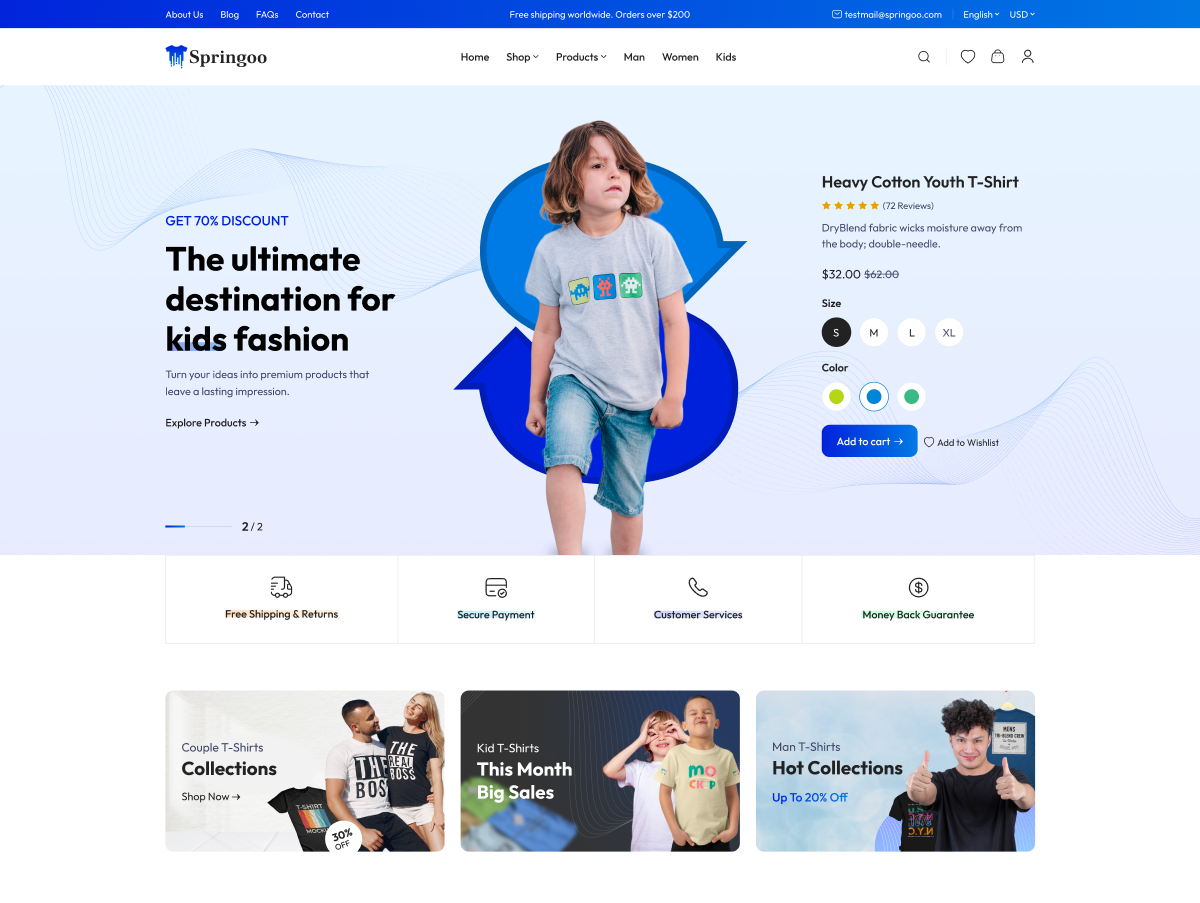 About Us Blog FAQs Contact
Free shipping worldwide. Orders over $200
testmail@springoo.com English USD
Springoo
Home Shop Products Man Women Kids
GET 70% DISCOUNT
The ultimate
destination for
kids fashion
Turn your ideas into premium products that
leave a lasting impression.
Explore Products →
2 / 2
Heavy Cotton Youth T-Shirt
(72 Reviews)
DryBlend fabric wicks moisture away from
the body; double-needle.
$32.00 $62.00
Size
S M L XL
Color
Add to cart →
Add to Wishlist
Free Shipping & Returns
Secure Payment
Customer Services
Money Back Guarantee
Couple T-Shirts
Collections
Shop Now →
THE
BOSS
THE
REAL
BOSS
T-SHIRT
MOCKUP
30%
OFF
Kid T-Shirts
This Month
Big Sales
MO
CK P
Man T-Shirts
Hot Collections
Up To 20% Off
MENS
TRI-BLEND CREW
N.Y.C.